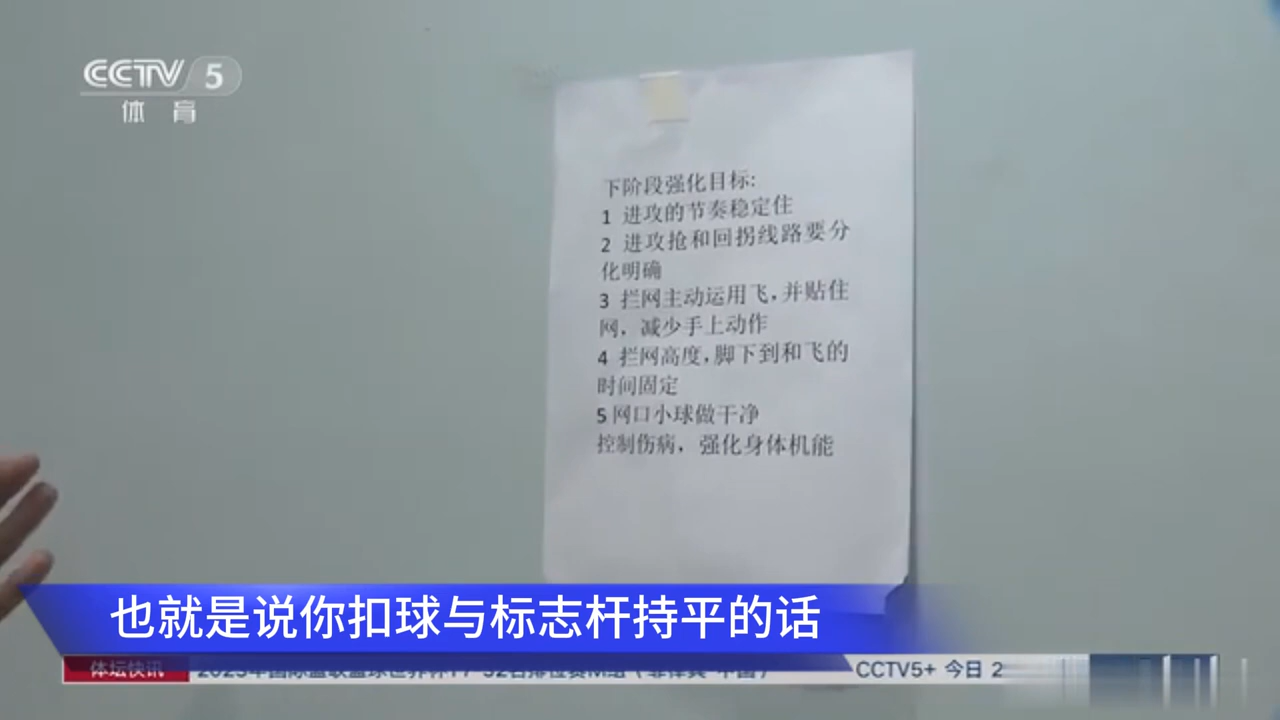 CCTV 5
体育
下阶段强化目标:
1 进攻的节奏稳定住
2 进攻抢和回拐线路要分
化明确
3 拦网主动运用飞,并贴住
网,减少手上动作
4 拦网高度,脚下到和飞的
时间固定
5 网口小球做干净
控制伤病,强化身体机能
也就是说你扣球与标志杆持平的话
体坛快讯
CCTV5+ 今日 2